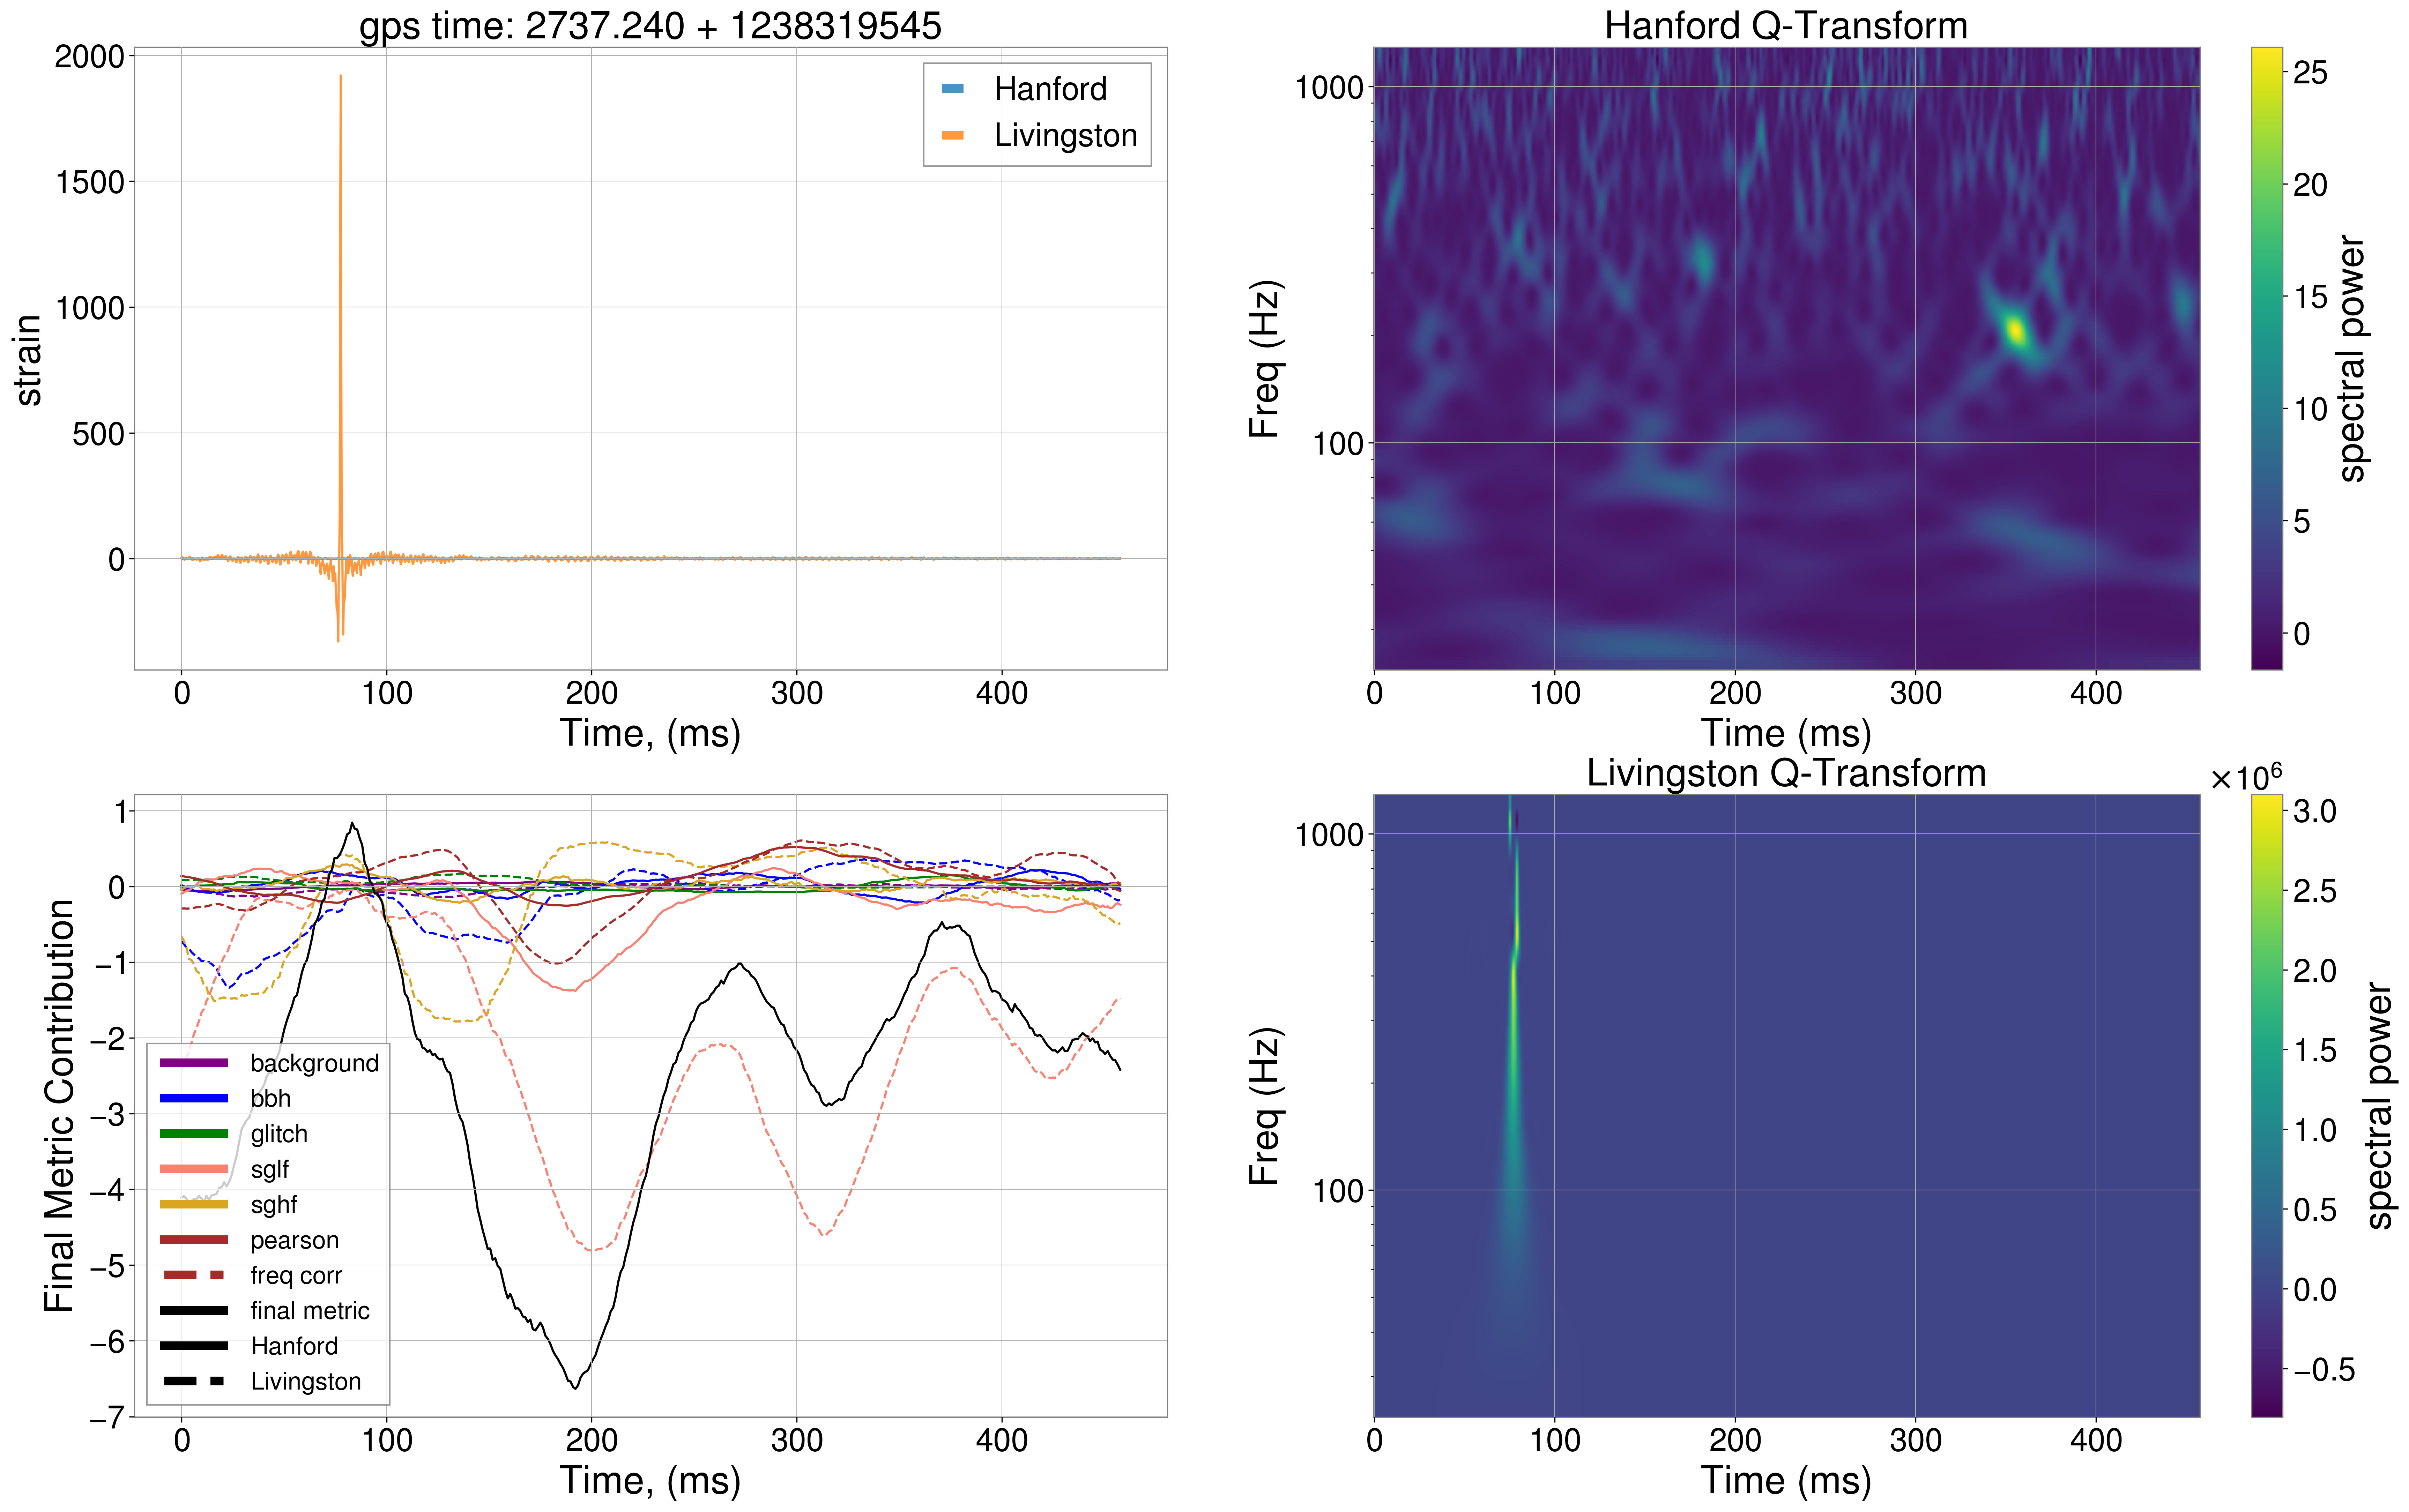 gps time: 2737.240 + 1238319545
2000
1500
1000
500
0
strain
Hanford
Livingston
0 100 200 300 400
Time, (ms)
Hanford Q-Transform
1000
100
Freq (Hz)
0 100 200 300 400
Time (ms)
25
20
15
10
5
0
spectral power
1
0
−1
−2
−3
−4
−5
−6
−7
Final Metric Contribution
background
bbh
glitch
sglf
sghf
pearson
freq corr
final metric
Hanford
Livingston
0 100 200 300 400
Time, (ms)
Livingston Q-Transform
×10⁶
1000
100
Freq (Hz)
0 100 200 300 400
Time (ms)
3.0
2.5
2.0
1.5
1.0
0.5
0.0
−0.5
spectral power